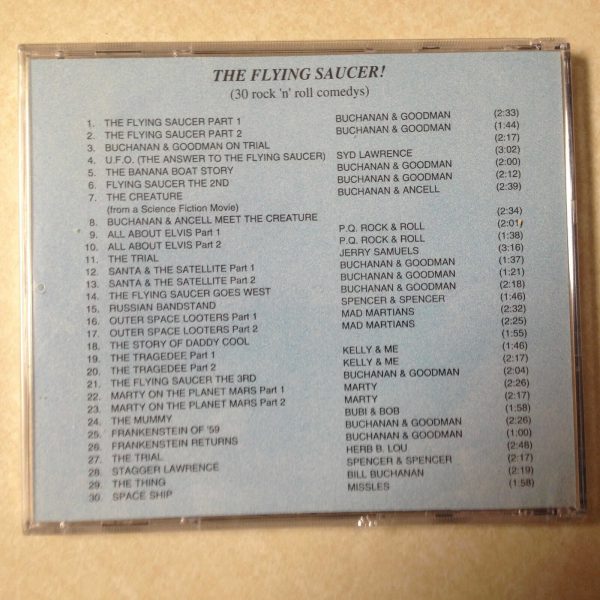 THE FLYING SAUCER!
(30 rock 'n' roll comedys)
1. THE FLYING SAUCER PART 1 BUCHANAN & GOODMAN (2:33)
2. THE FLYING SAUCER PART 2 BUCHANAN & GOODMAN (1:44)
3. BUCHANAN & GOODMAN ON TRIAL (2:17)
4. U.F.O. (THE ANSWER TO THE FLYING SAUCER) SYD LAWRENCE (3:02)
5. THE BANANA BOAT STORY BUCHANAN & GOODMAN (2:00)
6. FLYING SAUCER THE 2ND BUCHANAN & GOODMAN (2:12)
7. THE CREATURE BUCHANAN & ANCELL (2:39)
(from a Science Fiction Movie)
8. BUCHANAN & ANCELL MEET THE CREATURE (2:34)
9. ALL ABOUT ELVIS Part 1 P.Q. ROCK & ROLL (2:01)
10. ALL ABOUT ELVIS Part 2 P.Q. ROCK & ROLL (1:38)
11. THE TRIAL JERRY SAMUELS (3:16)
12. SANTA & THE SATELLITE Part 1 BUCHANAN & GOODMAN (1:37)
13. SANTA & THE SATELLITE Part 2 BUCHANAN & GOODMAN (1:21)
14. THE FLYING SAUCER GOES WEST BUCHANAN & GOODMAN (2:18)
15. RUSSIAN BANDSTAND SPENCER & SPENCER (1:46)
16. OUTER SPACE LOOTERS Part 1 MAD MARTIANS (2:32)
17. OUTER SPACE LOOTERS Part 2 MAD MARTIANS (2:25)
18. THE STORY OF DADDY COOL (1:55)
19. THE TRAGEDEE Part 1 KELLY & ME (1:46)
20. THE TRAGEDEE Part 2 KELLY & ME (2:17)
21. THE FLYING SAUCER THE 3RD BUCHANAN & GOODMAN (2:04)
22. MARTY ON THE PLANET MARS Part 1 MARTY (2:26)
23. MARTY ON THE PLANET MARS Part 2 MARTY (2:17)
24. THE MUMMY BUBI & BOB (1:58)
25. FRANKENSTEIN OF '59 BUCHANAN & GOODMAN (2:26)
26. FRANKENSTEIN RETURNS BUCHANAN & GOODMAN (1:00)
27. THE TRIAL HERB B. LOU (2:48)
28. STAGGER LAWRENCE SPENCER & SPENCER (2:17)
29. THE THING BILL BUCHANAN (2:19)
30. SPACE SHIP MISSLES (1:58)